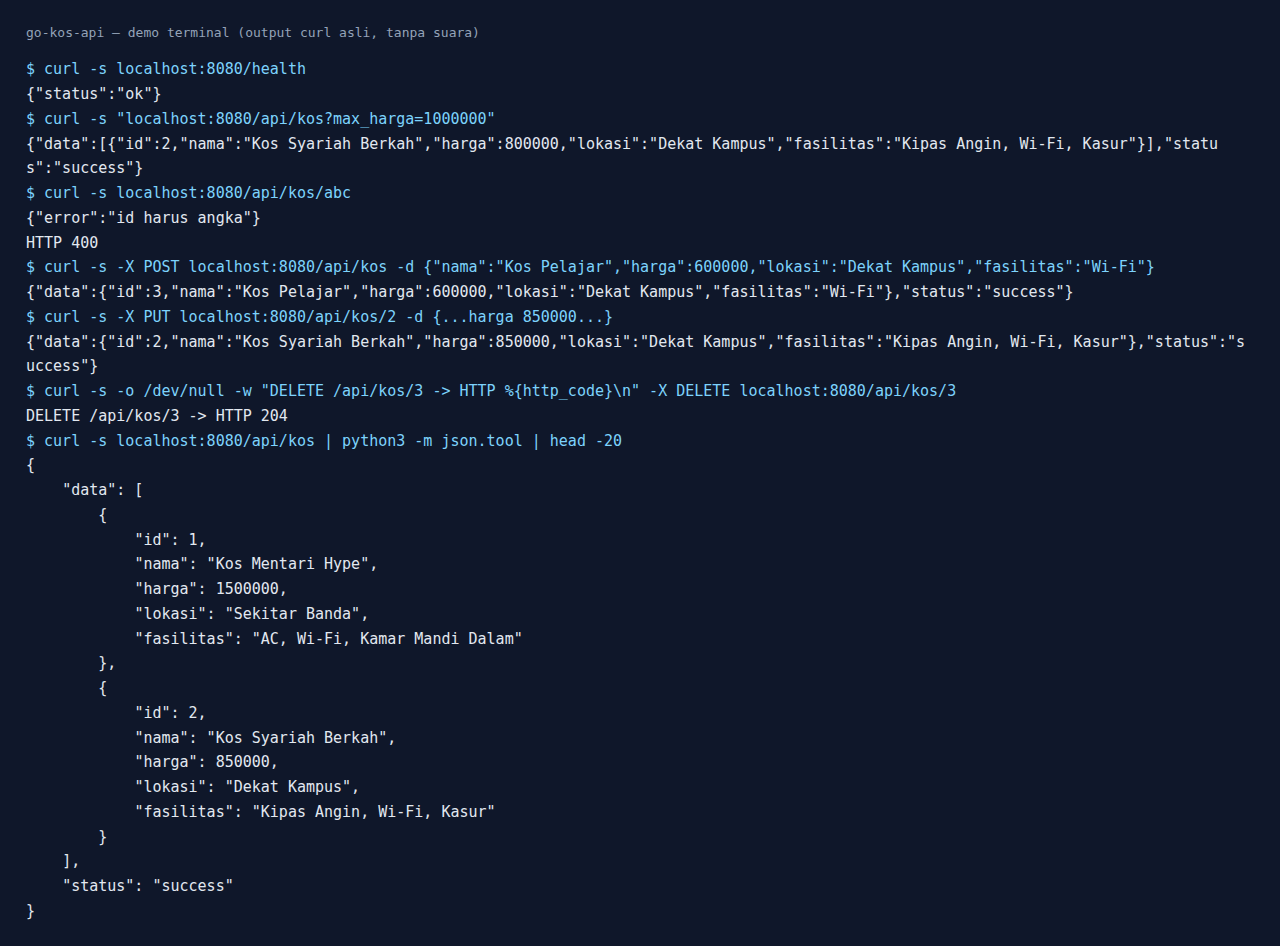 go-kos-api — demo terminal (output curl asli, tanpa suara)
$ curl -s localhost:8080/health
{"status":"ok"}
$ curl -s "localhost:8080/api/kos?max_harga=1000000"
{"data":[{"id":2,"nama":"Kos Syariah Berkah","harga":800000,"lokasi":"Dekat Kampus","fasilitas":"Kipas Angin, Wi-Fi, Kasur"}],"statu
s":"success"}
$ curl -s localhost:8080/api/kos/abc
{"error":"id harus angka"}
HTTP 400
$ curl -s -X POST localhost:8080/api/kos -d {"nama":"Kos Pelajar","harga":600000,"lokasi":"Dekat Kampus","fasilitas":"Wi-Fi"}
{"data":{"id":3,"nama":"Kos Pelajar","harga":600000,"lokasi":"Dekat Kampus","fasilitas":"Wi-Fi"},"status":"success"}
$ curl -s -X PUT localhost:8080/api/kos/2 -d {...harga 850000...}
{"data":{"id":2,"nama":"Kos Syariah Berkah","harga":850000,"lokasi":"Dekat Kampus","fasilitas":"Kipas Angin, Wi-Fi, Kasur"},"status":"s
uccess"}
$ curl -s -o /dev/null -w "DELETE /api/kos/3 -> HTTP %{http_code}\n" -X DELETE localhost:8080/api/kos/3
DELETE /api/kos/3 -> HTTP 204
$ curl -s localhost:8080/api/kos | python3 -m json.tool | head -20
{
    "data": [
        {
            "id": 1,
            "nama": "Kos Mentari Hype",
            "harga": 1500000,
            "lokasi": "Sekitar Banda",
            "fasilitas": "AC, Wi-Fi, Kamar Mandi Dalam"
        },
        {
            "id": 2,
            "nama": "Kos Syariah Berkah",
            "harga": 850000,
            "lokasi": "Dekat Kampus",
            "fasilitas": "Kipas Angin, Wi-Fi, Kasur"
        }
    ],
    "status": "success"
}